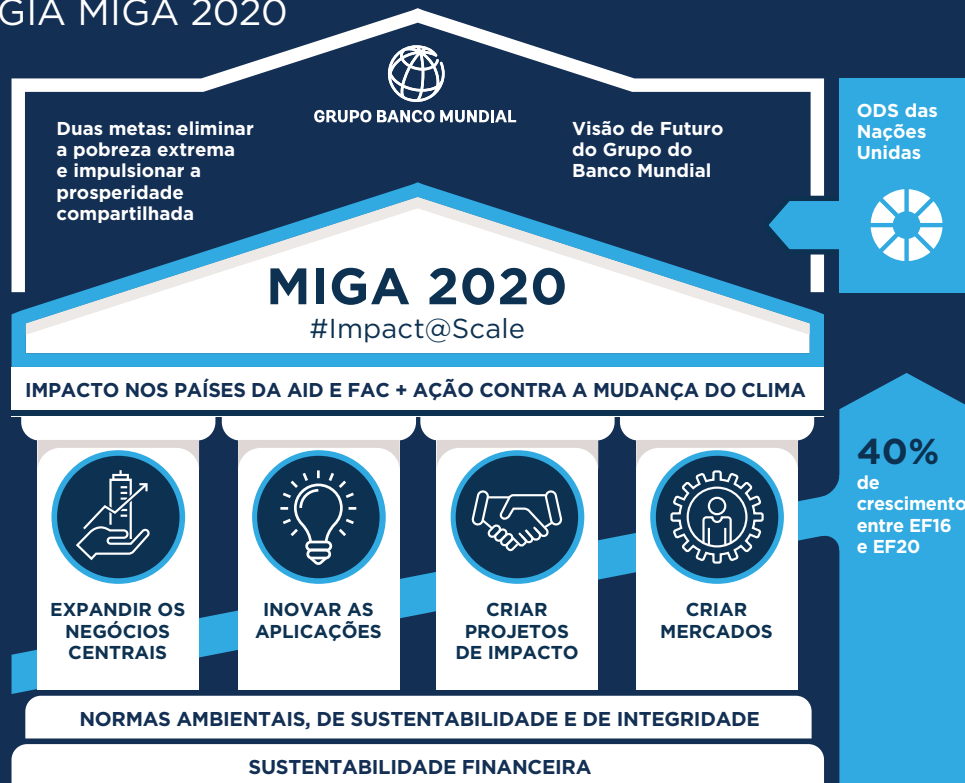 GIA MIGA 2020
GRUPO BANCO MUNDIAL
Duas metas: eliminar
a pobreza extrema
e impulsionar a
prosperidade
compartilhada
Visão de Futuro
do Grupo do
Banco Mundial
ODS das
Nações
Unidas
MIGA 2020
#Impact@Scale
IMPACTO NOS PAÍSES DA AID E FAC + AÇÃO CONTRA A MUDANÇA DO CLIMA
40%
de
crescimento
entre EF16
e EF20
EXPANDIR OS
NEGÓCIOS
CENTRAIS
INOVAR AS
APLICAÇÕES
CRIAR
PROJETOS
DE IMPACTO
CRIAR
MERCADOS
NORMAS AMBIENTAIS, DE SUSTENTABILIDADE E DE INTEGRIDADE
SUSTENTABILIDADE FINANCEIRA